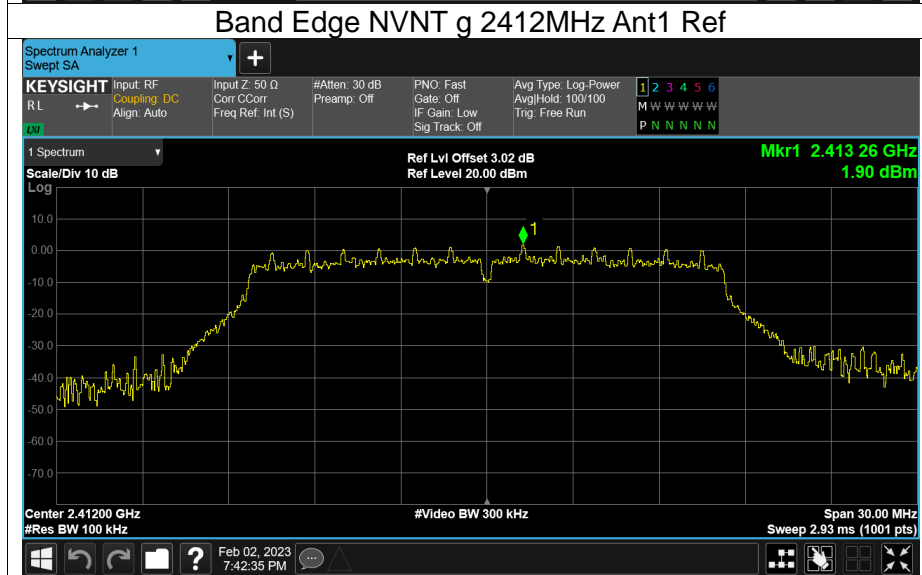 Band Edge NVNT g 2412MHz Ant1 Ref
Spectrum Analyzer 1
Swept SA
+
KEYSIGHT
R L
LXI
Input: RF
Coupling: DC
Align: Auto
Input Z: 50 Ω
Corr CCorr
Freq Ref: Int (S)
#Atten: 30 dB
Preamp: Off
PNO: Fast
Gate: Off
IF Gain: Low
Sig Track: Off
Avg Type: Log-Power
Avg|Hold: 100/100
Trig: Free Run
1 2 3 4 5 6
M W W W W W
P N N N N N
1 Spectrum
Scale/Div 10 dB
Ref Lvl Offset 3.02 dB
Ref Level 20.00 dBm
Mkr1 2.413 26 GHz
1.90 dBm
Log
10.0
0.00
-10.0
-20.0
-30.0
-40.0
-50.0
-60.0
-70.0
1
Center 2.41200 GHz
#Res BW 100 kHz
#Video BW 300 kHz
Span 30.00 MHz
Sweep 2.93 ms (1001 pts)
?
Feb 02, 2023
7:42:35 PM